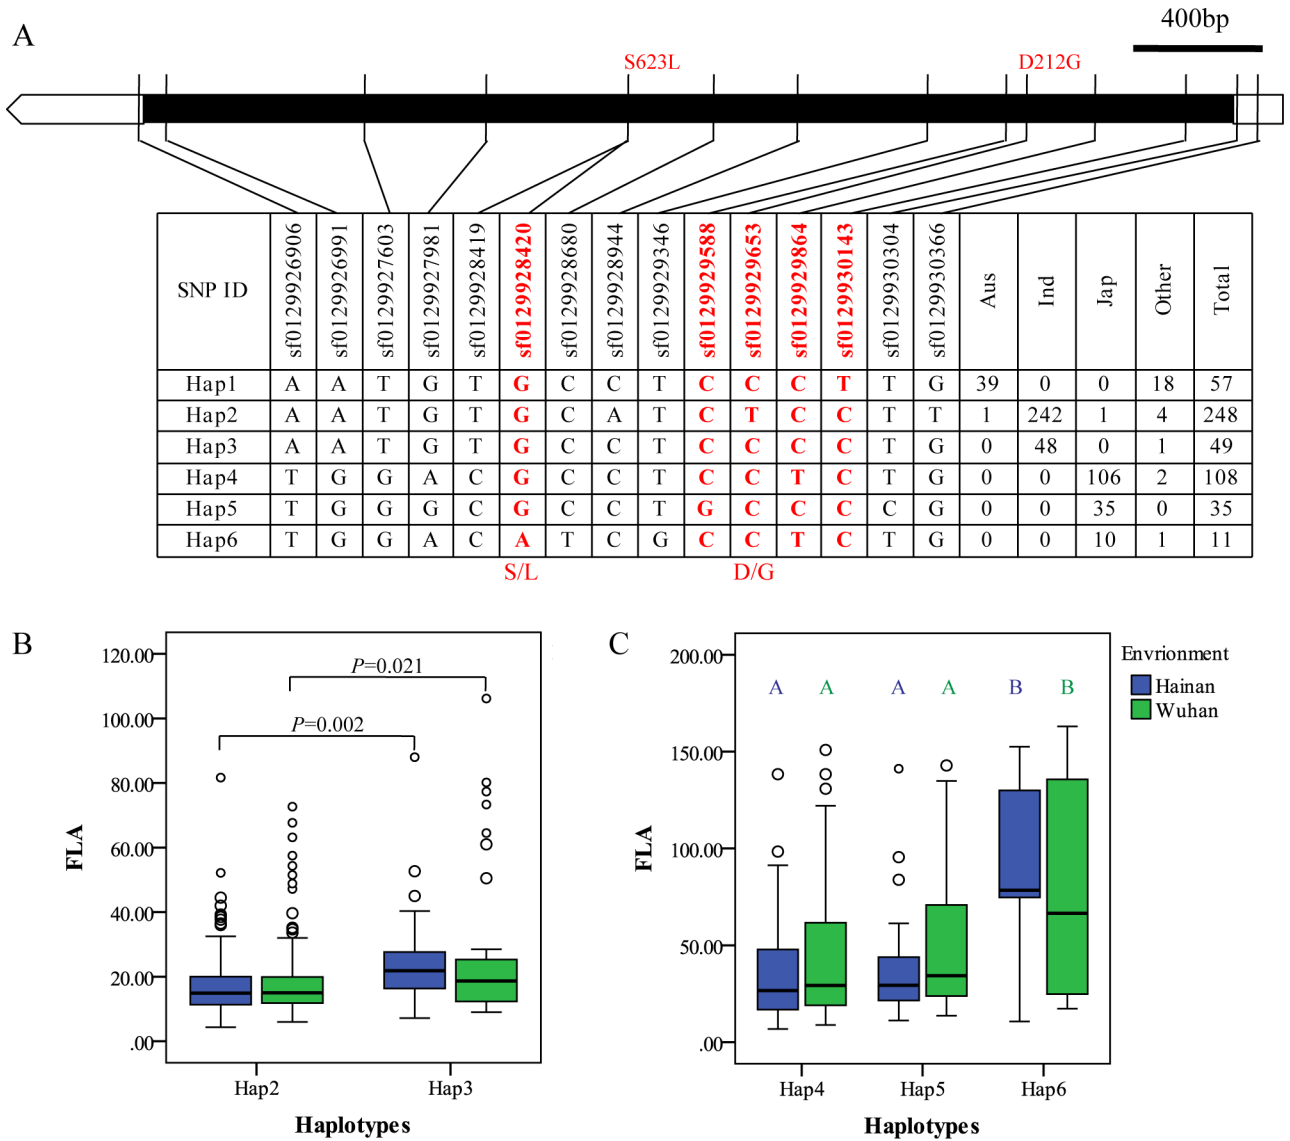 A
400bp
S623L
D212G
SNP ID sf0129926906 sf0129926991 sf0129927603 sf0129927981 sf0129928419 sf0129928420 sf0129928680 sf0129928944 sf0129929346 sf0129929588 sf0129929653 sf0129929864 sf0129930143 sf0129930304 sf0129930366 Aus Ind Jap Other Total
Hap1 A A T G T G C C T C C C T T G 39 0 0 18 57
Hap2 A A T G T G C A T C T C C T T 1 242 1 4 248
Hap3 A A T G T G C C T C C C C T G 0 48 0 1 49
Hap4 T G G A C G C C T C C T C T G 0 0 106 2 108
Hap5 T G G G C G C C T G C C C C G 0 0 35 0 35
Hap6 T G G A C A T C G C C T C T G 0 0 10 1 11
S/L D/G
B
120.00
100.00
80.00
60.00
40.00
20.00
.00
FLA
P=0.021
P=0.002
Hap2 Hap3
Haplotypes
C
200.00
150.00
100.00
50.00
.00
FLA
A A A A B B
Hap4 Hap5 Hap6
Haplotypes
Envrionment
Hainan
Wuhan